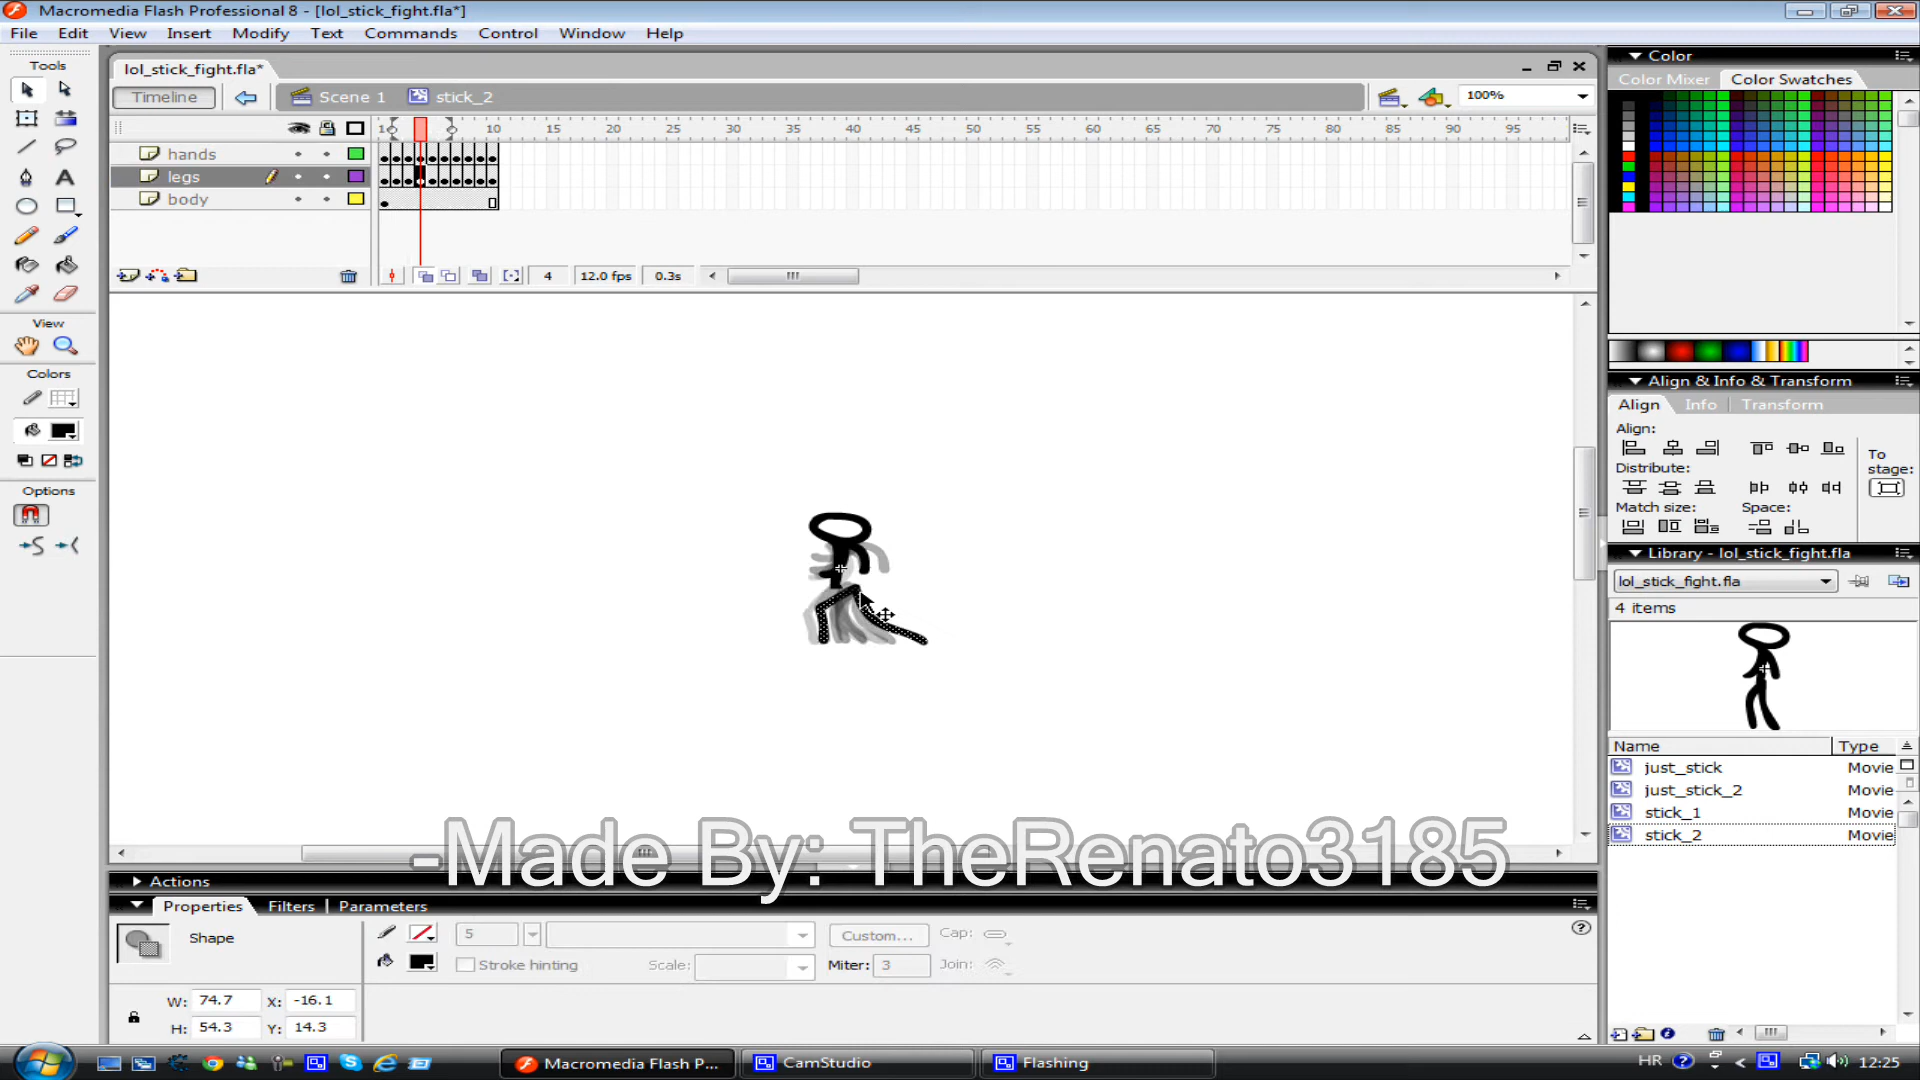 Macromedia Flash Professional 8 - [lol_stick_fight.fla*]
File Edit View Insert Modify Text Commands Control Window Help
Tools
lol_stick_fight.fla*
Timeline Scene 1 stick_2 100%
1 5 10 15 20 25 30 35 40 45 50 55 60 65 70 75 80 85 90 95
hands
legs
body
4 12.0 fps 0.3s
View
Colors
Options
Color
Color Mixer Color Swatches
Align & Info & Transform
Align Info Transform
Align:
Distribute:
Match size: Space:
To stage:
Library - lol_stick_fight.fla
lol_stick_fight.fla
4 items
Name Type
just_stick Movie
just_stick_2 Movie
stick_1 Movie
stick_2 Movie
-Made By: TheRenato3185
Actions
Properties Filters Parameters
Shape
5 Custom... Cap:
Stroke hinting Scale: Miter: 3 Join:
W: 74.7 X: -16.1
H: 54.3 Y: 14.3
Macromedia Flash P... CamStudio Flashing
HR 12:25